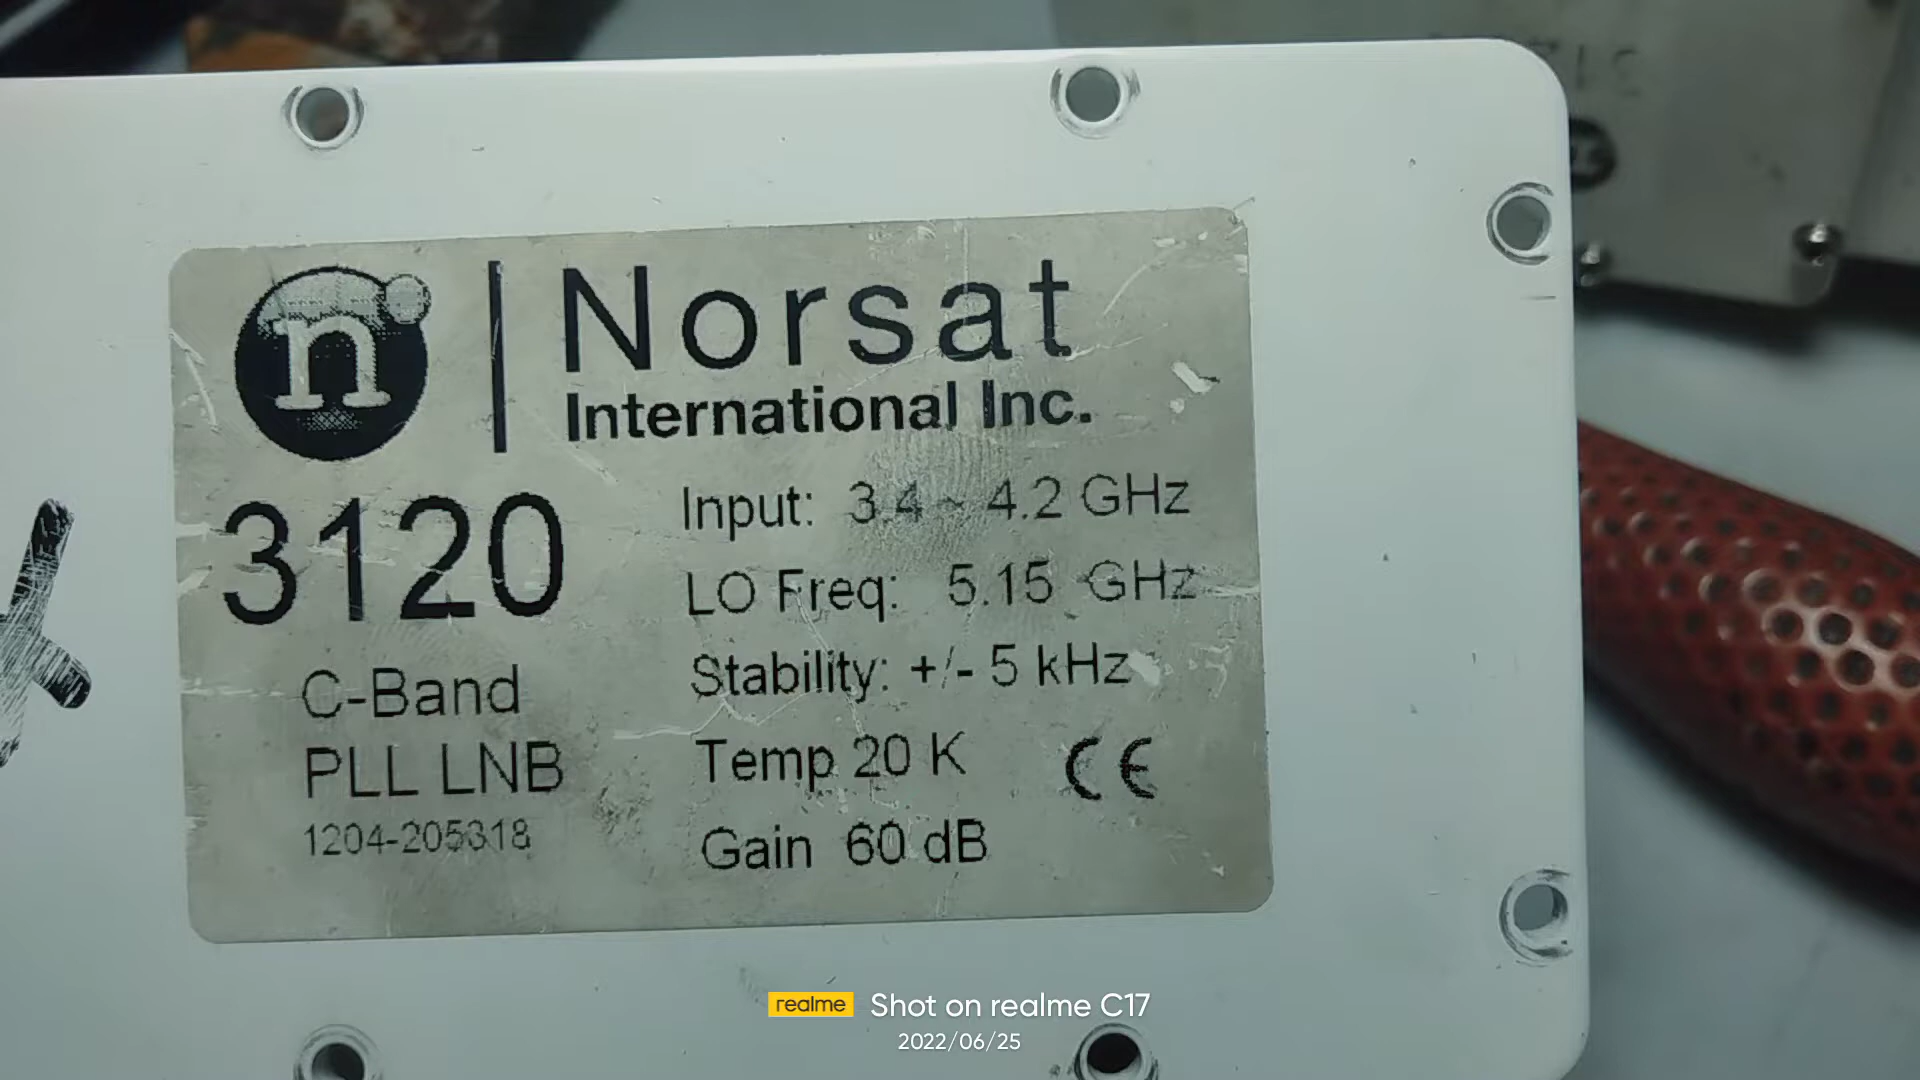 n
Norsat
International Inc.
3120
C-Band
PLL LNB
1204-205318
Input: 3.4 ~ 4.2 GHz
LO Freq: 5.15 GHz
Stability: +/- 5 kHz
Temp 20 K CE
Gain 60 dB
realme Shot on realme C17
2022/06/25